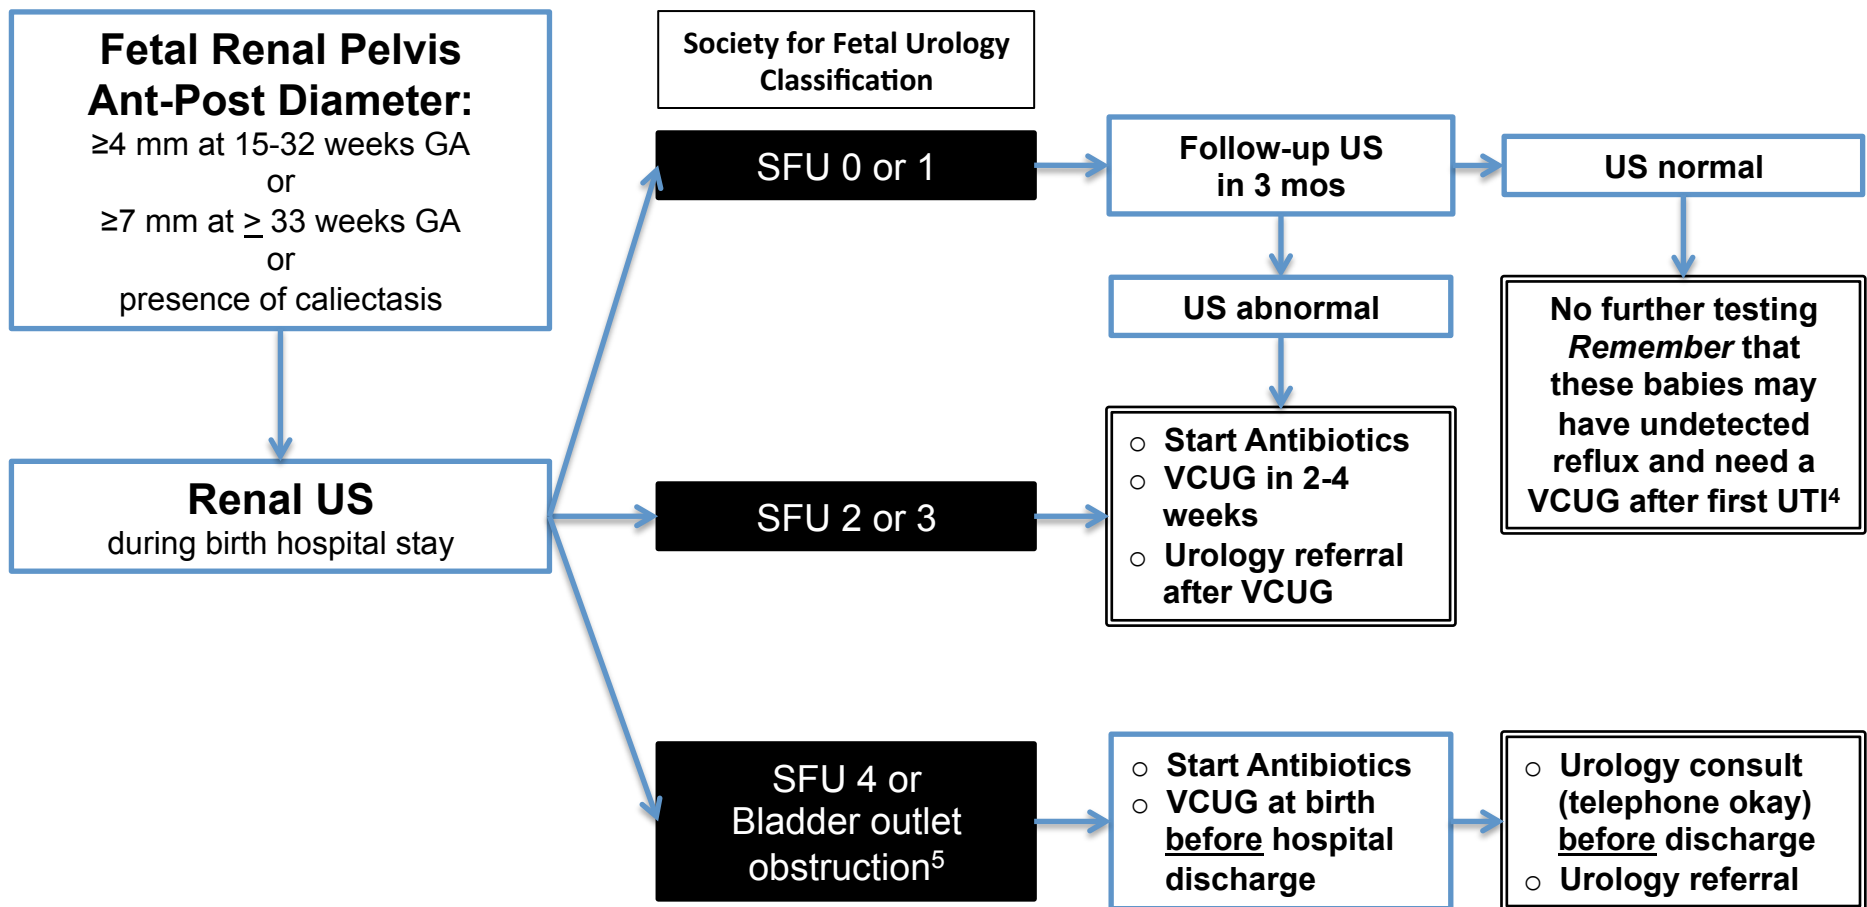 Fetal Renal Pelvis
Ant-Post Diameter:
≥4 mm at 15-32 weeks GA
or
≥7 mm at ≥ 33 weeks GA
or
presence of caliectasis
Renal US
during birth hospital stay
Society for Fetal Urology
Classification
SFU 0 or 1
Follow-up US
in 3 mos
US normal
US abnormal
No further testing
Remember that
these babies may
have undetected
reflux and need a
VCUG after first UTI⁴
SFU 2 or 3
○ Start Antibiotics
○ VCUG in 2-4
weeks
○ Urology referral
after VCUG
SFU 4 or
Bladder outlet
obstruction⁵
○ Start Antibiotics
○ VCUG at birth
before hospital
discharge
○ Urology consult
(telephone okay)
before discharge
○ Urology referral